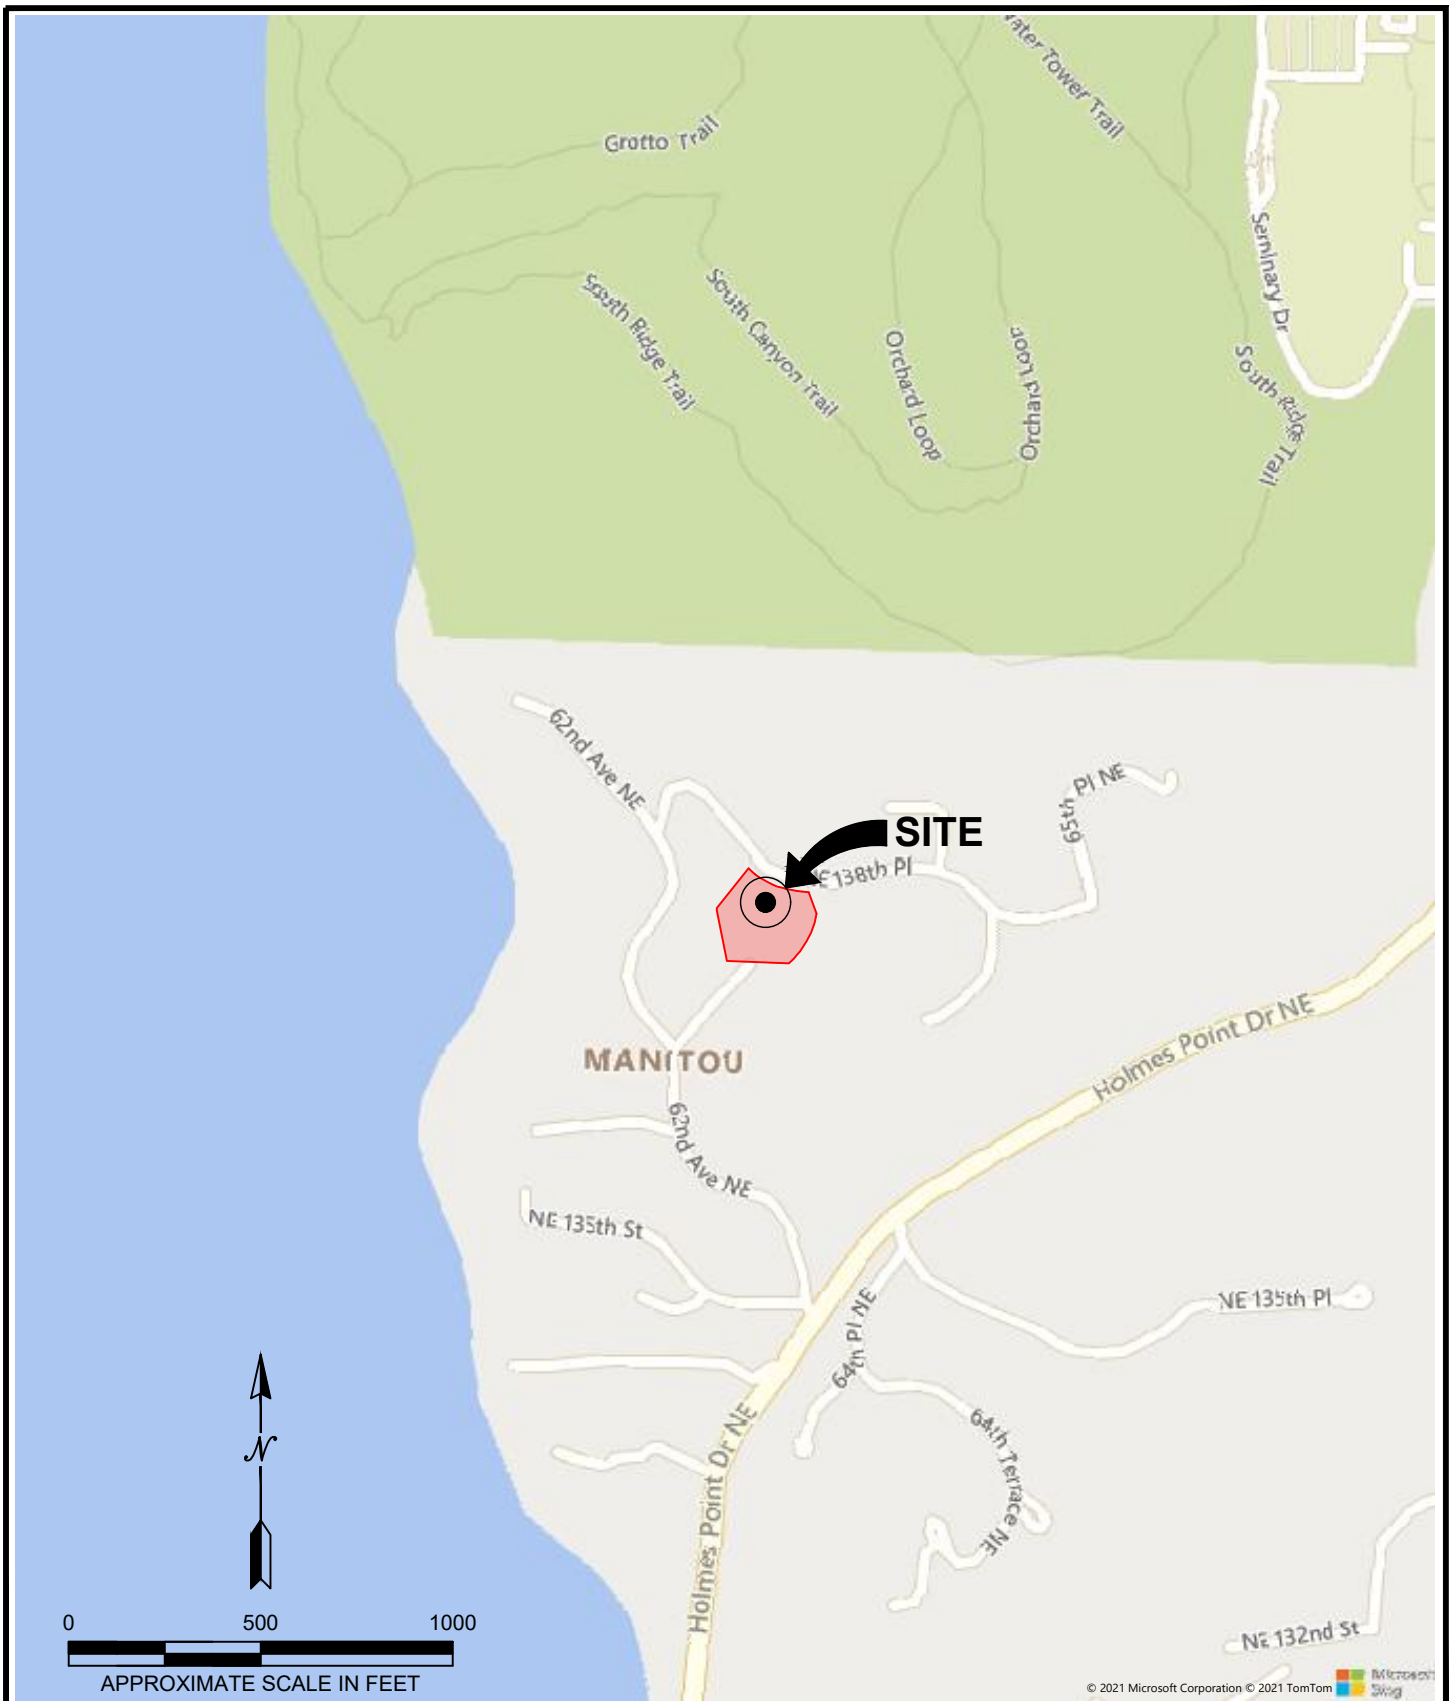 Water Tower Trail
Grotto Trail
Seminary Dr
South Ridge Trail
South Canyon Trail
Orchard Loop
Orchard Loop
South Ridge Trail
62nd Ave NE
65th Pl NE
SITE
NE 138th Pl
Holmes Point Dr NE
MANITOU
62nd Ave NE
NE 135th St
NE 135th Pl
64th Pl NE
64th Terrace NE
Holmes Point Dr NE
N
0 500 1000
APPROXIMATE SCALE IN FEET
NE 132nd St
© 2021 Microsoft Corporation © 2021 TomTom
Microsoft
Bing